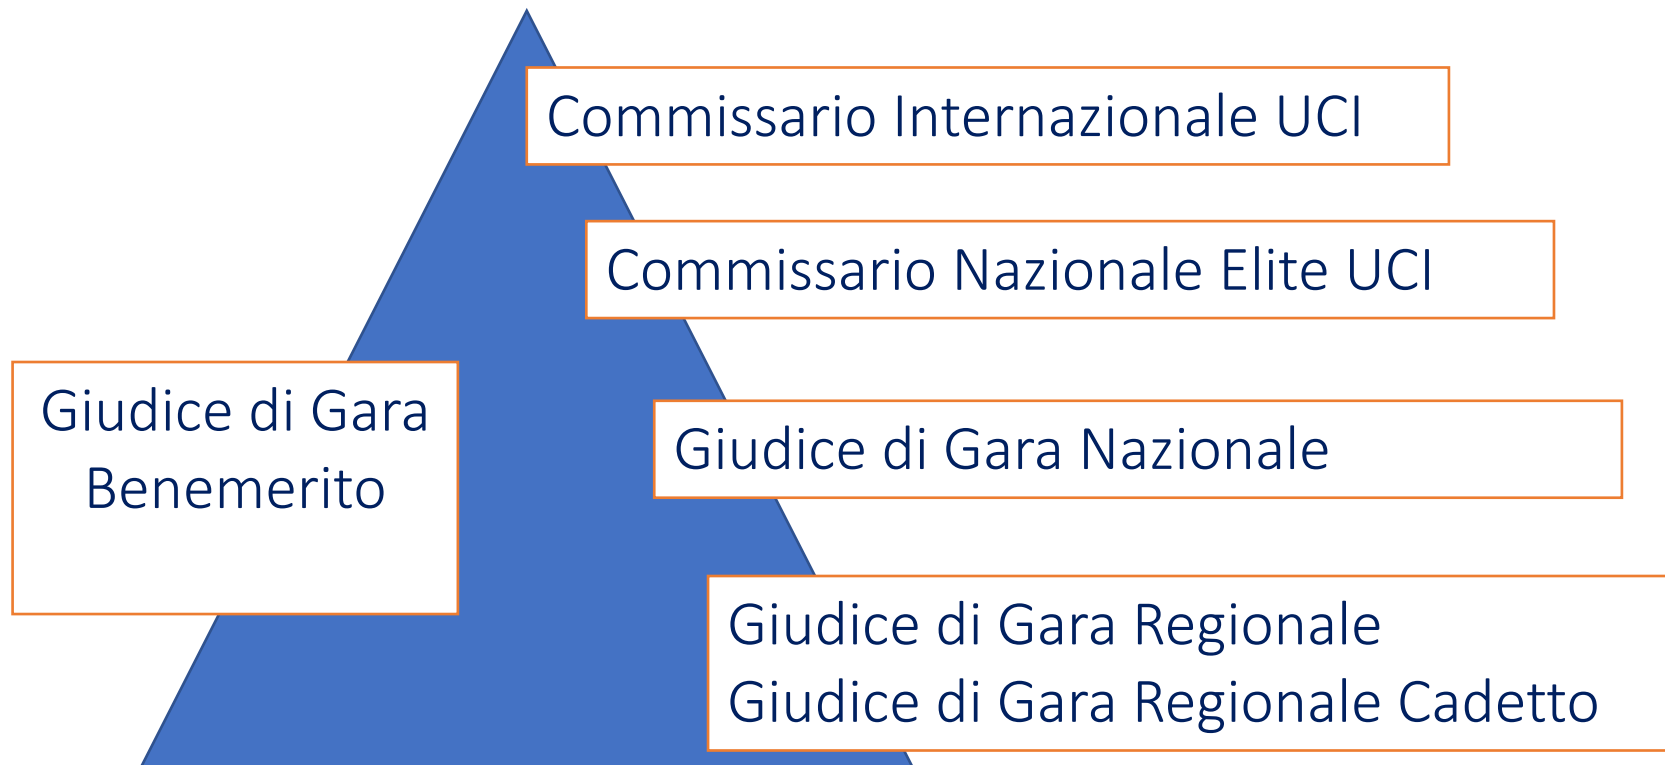 Commissario Internazionale UCI
Commissario Nazionale Elite UCI
Giudice di Gara
Benemerito
Giudice di Gara Nazionale
Giudice di Gara Regionale
Giudice di Gara Regionale Cadetto